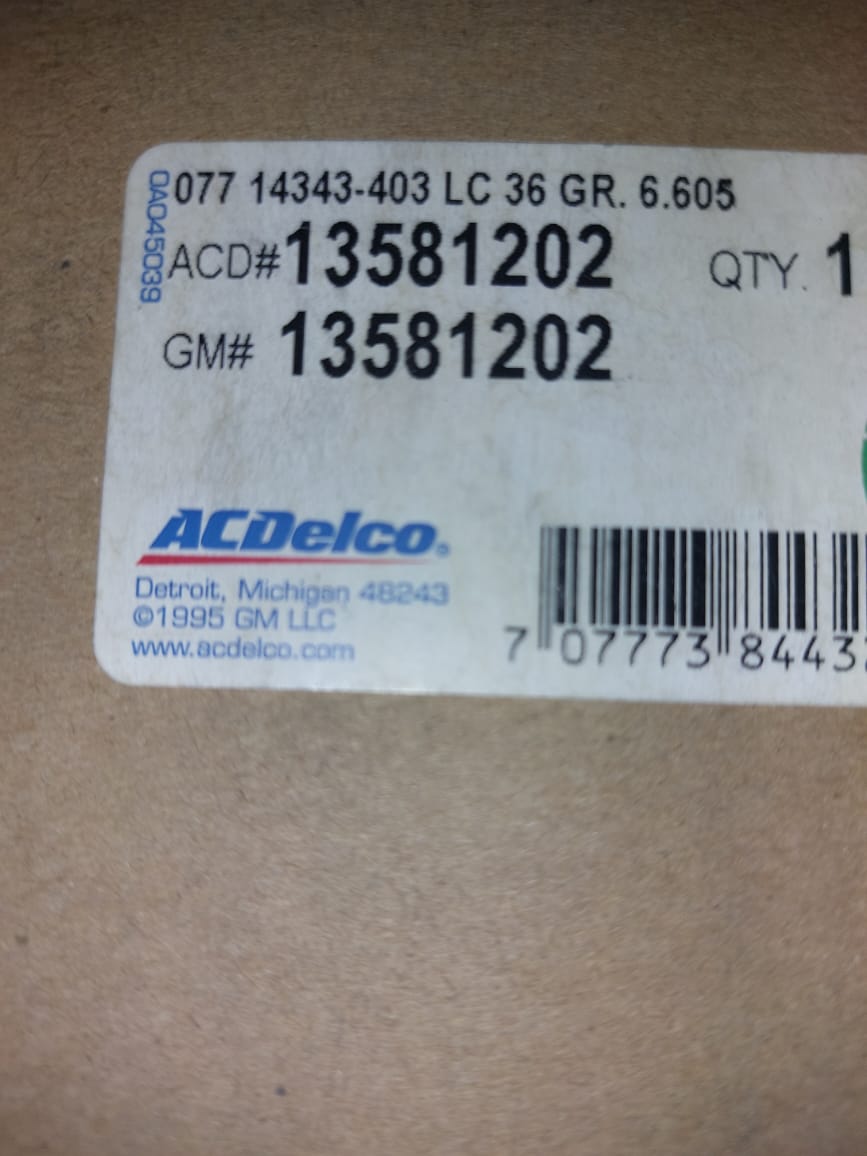 0A045039
077 14343-403 LC 36 GR. 6.605
ACD# 13581202 QTY. 1
GM# 13581202
ACDelco®
Detroit, Michigan 48243
©1995 GM LLC
www.acdelco.com
7 07773 8443